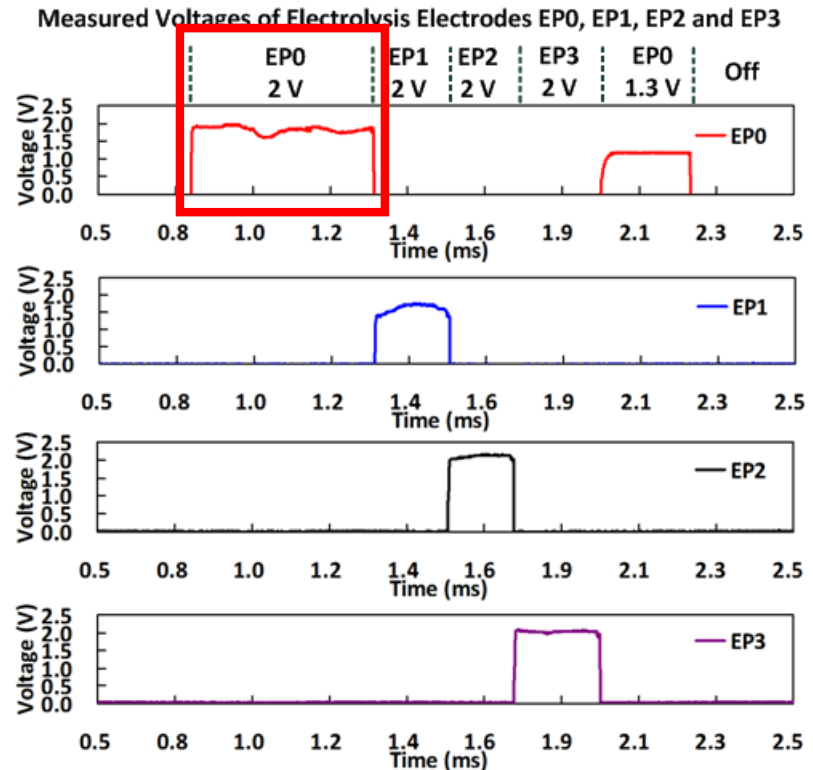 Measured Voltages of Electrolysis Electrodes EP0, EP1, EP2 and EP3
EP0 EP1 EP2 EP3 EP0 Off
2 V 2 V 2 V 2 V 1.3 V
Voltage (V)
2.5
2.0
1.5
1.0
0.5
0.0
EP0
0.5 0.8 1.0 1.2 1.4 1.6 1.9 2.1 2.3 2.5
Time (ms)
Voltage (V)
2.5
2.0
1.5
1.0
0.5
0.0
EP1
0.5 0.8 1.0 1.2 1.4 1.6 1.9 2.1 2.3 2.5
Time (ms)
Voltage (V)
2.5
2.0
1.5
1.0
0.5
0.0
EP2
0.5 0.8 1.0 1.2 1.4 1.6 1.9 2.1 2.3 2.5
Time (ms)
Voltage (V)
2.5
2.0
1.5
1.0
0.5
0.0
EP3
0.5 0.8 1.0 1.2 1.4 1.6 1.9 2.1 2.3 2.5
Time (ms)